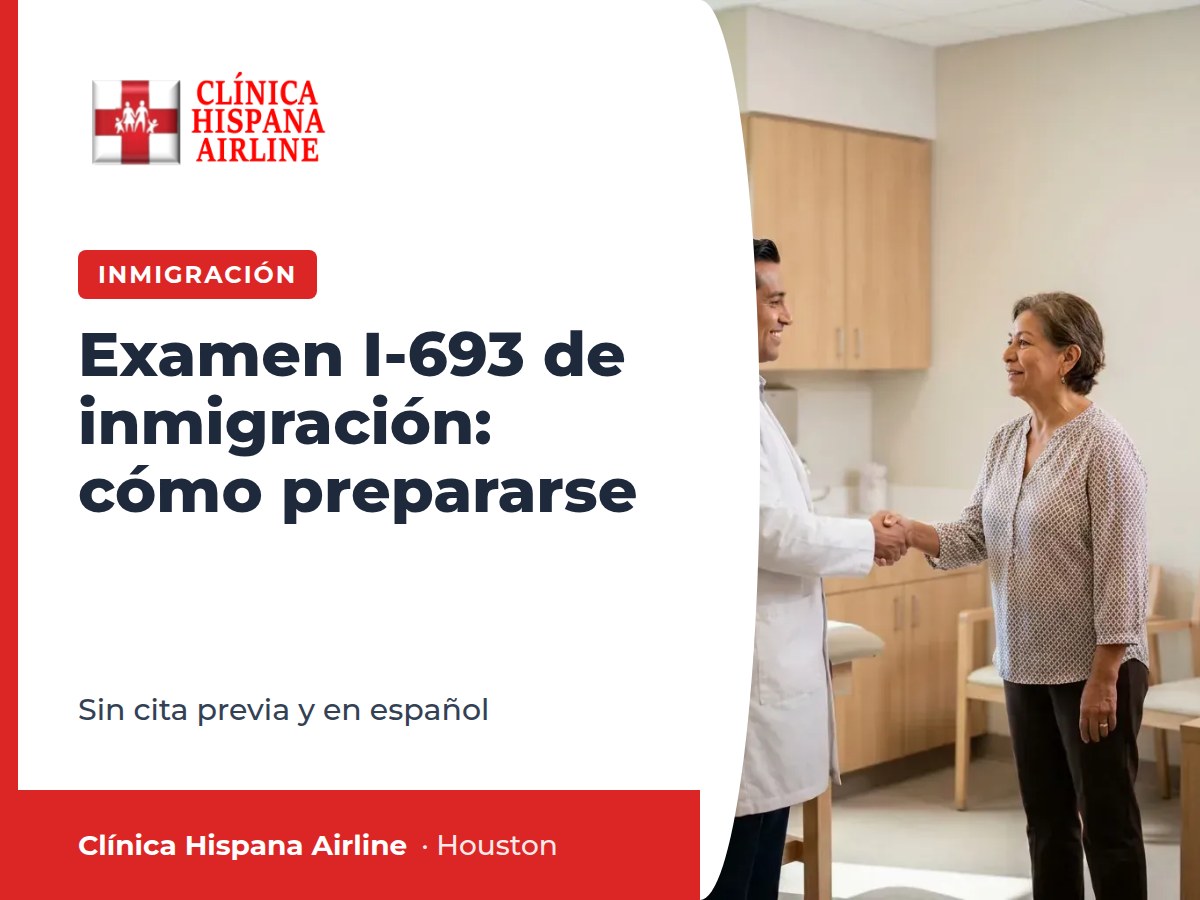 CLÍNICA
HISPANA
AIRLINE
INMIGRACIÓN
Examen I-693 de
inmigración:
cómo prepararse
Sin cita previa y en español
Clínica Hispana Airline · Houston